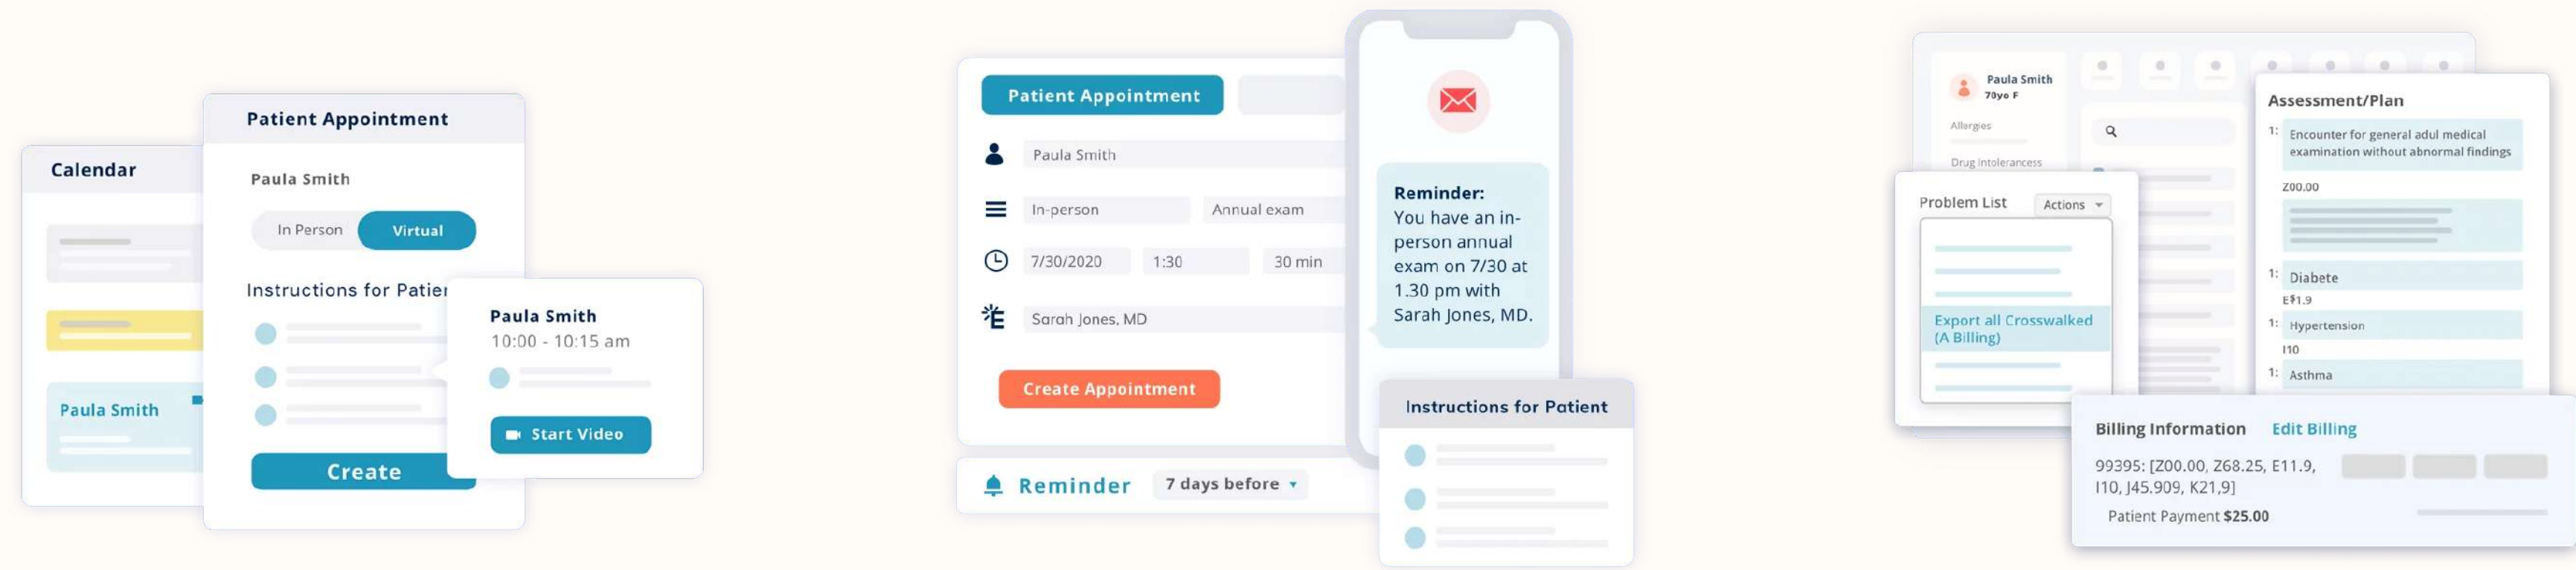 Calendar
Paula Smith
Patient Appointment
Paula Smith
In Person
Virtual
Instructions for Patier
Create
Paula Smith
10:00 - 10:15 am
Start Video
Patient Appointment
Paula Smith
In-person
Annual exam
7/30/2020
1:30
30 min
Sarah Jones, MD
Create Appointment
Reminder
7 days before
Reminder:
You have an in-
person annual
exam on 7/30 at
1.30 pm with
Sarah Jones, MD.
Instructions for Patient
Paula Smith
70yo F
Allergies
Drug Intolerancess
Problem List
Actions
Export all Crosswalked
(A Billing)
Assessment/Plan
1: Encounter for general adul medical
examination without abnormal findings
Z00.00
1: Diabete
E$1.9
1: Hypertension
I10
1: Asthma
Billing Information
Edit Billing
99395: [Z00.00, Z68.25, E11.9,
I10, J45.909, K21,9]
Patient Payment $25.00